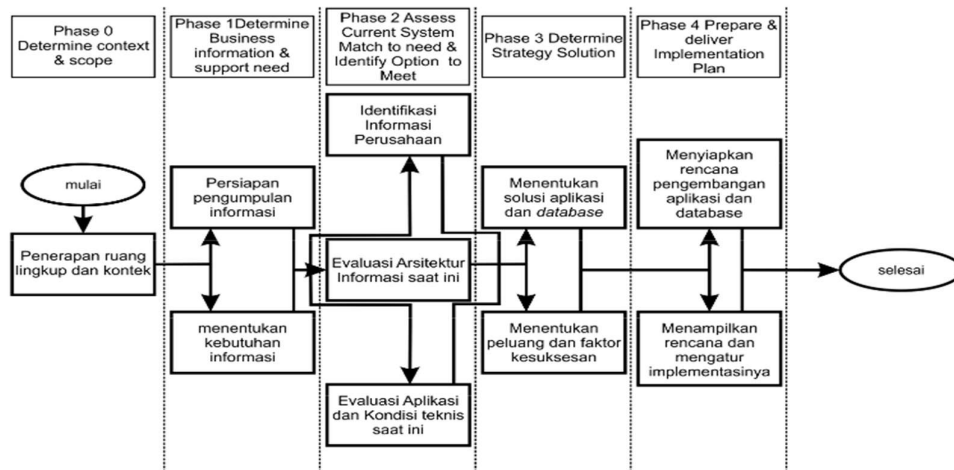 Phase 0
Determine context
& scope
Phase 1Determine
Business
information &
support need
Phase 2 Assess
Current System
Match to need &
Identify Option to
Meet
Phase 3 Determine
Strategy Solution
Phase 4 Prepare &
deliver
Implementation
Plan
mulai
Penerapan ruang
lingkup dan kontek
Persiapan
pengumpulan
informasi
menentukan
kebutuhan
informasi
Identifikasi
Informasi
Perusahaan
Evaluasi Arsitektur
Informasi saat ini
Evaluasi Aplikasi
dan Kondisi teknis
saat ini
Menentukan
solusi aplikasi
dan database
Menentukan
peluang dan faktor
kesuksesan
Menyiapkan
rencana
pengembangan
aplikasi dan
database
Menampilkan
rencana dan
mengatur
implementasinya
selesai